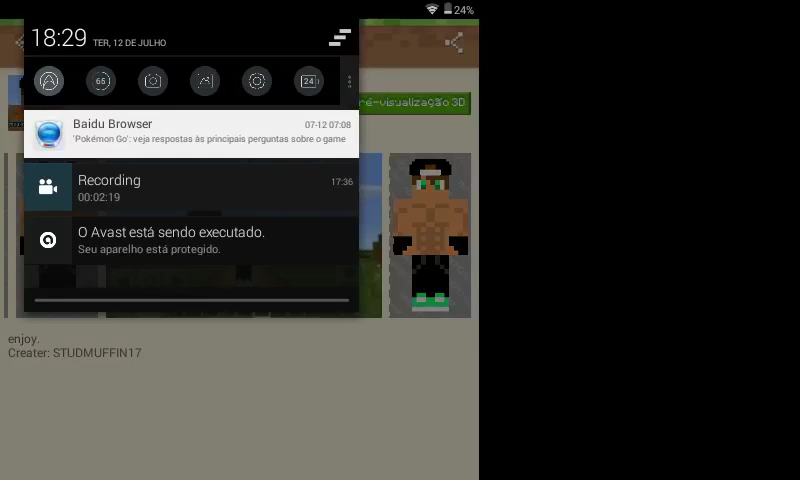 24%
18:29 TER, 12 DE JULHO
66
24
ré-visualização 3D
Baidu Browser 07-12 07:08
'Pokémon Go': veja respostas às principais perguntas sobre o game
Recording 17:36
00:02:19
O Avast está sendo executado.
Seu aparelho está protegido.
enjoy.
Creater: STUDMUFFIN17